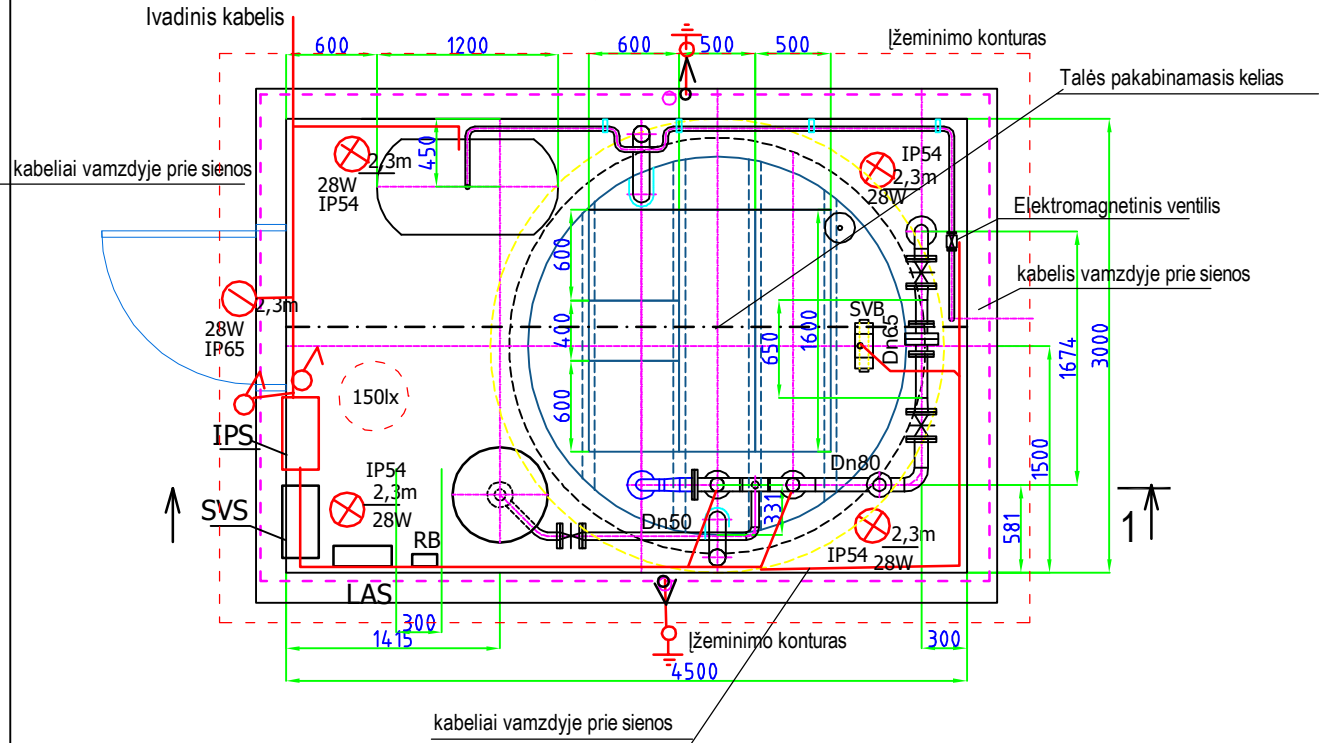 Ivadinis kabelis
600
1200
600
500
500
Įžeminimo konturas
Talės pakabinamasis kelias
kabeliai vamzdyje prie sienos
2,3m
28W
IP54
450
IP54
2,3m
28W
Elektromagnetinis ventilis
kabelis vamzdyje prie sienos
600
400
600
650
1600
SVB
Dn65
1674
3000
1500
2,3m
28W
IP65
150lx
IPS
SVS
IP54
2,3m
28W
RB
LAS
Dn80
Dn50
331
2,3m
IP54
28W
581
1
300
1415
300
Įžeminimo konturas
4500
kabeliai vamzdyje prie sienos